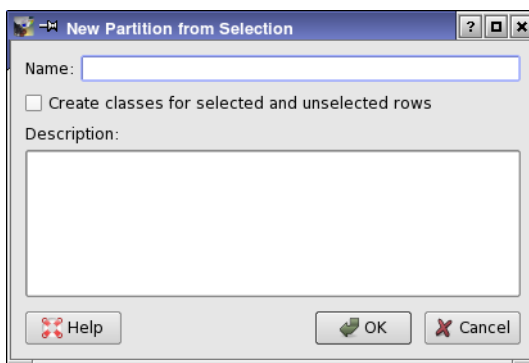 New Partition from Selection ?
Name:
Create classes for selected and unselected rows
Description:
Help OK Cancel